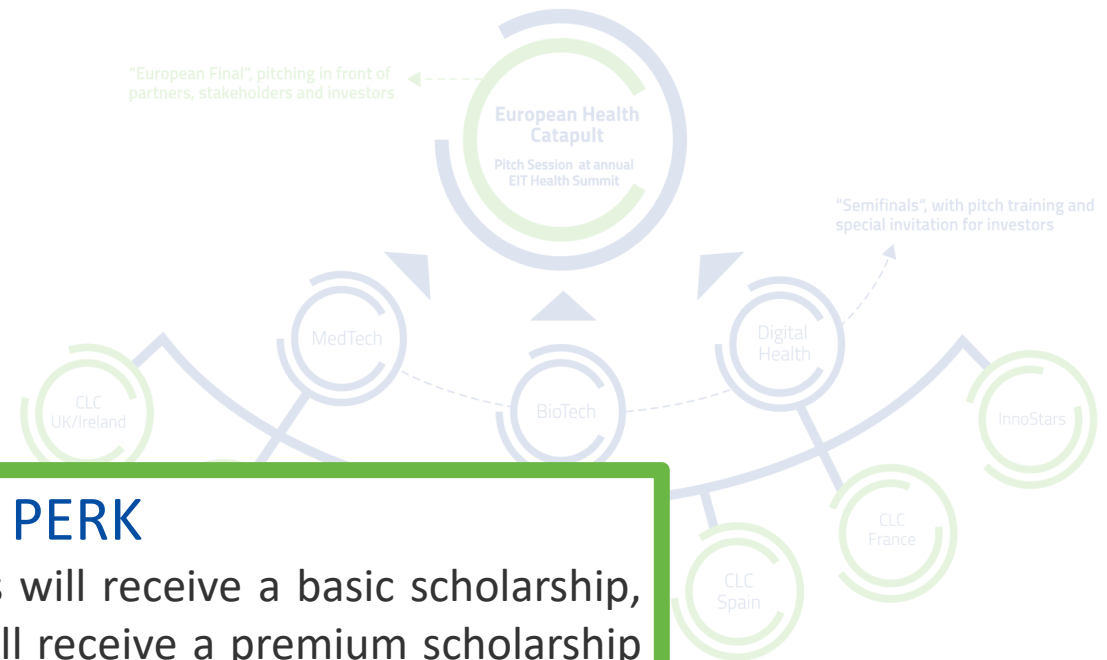 "European Final", pitching in front of
partners, stakeholders and investors
European Health
Catapult
Pitch Session at annual
EIT Health Summit
"Semifinals", with pitch training and
special invitation for investors
MedTech
Digital
Health
BioTech
CLC
UK/Ireland
InnoStars
CLC
France
CLC
Spain
PERK
will receive a basic scholarship,
receive a premium scholarship